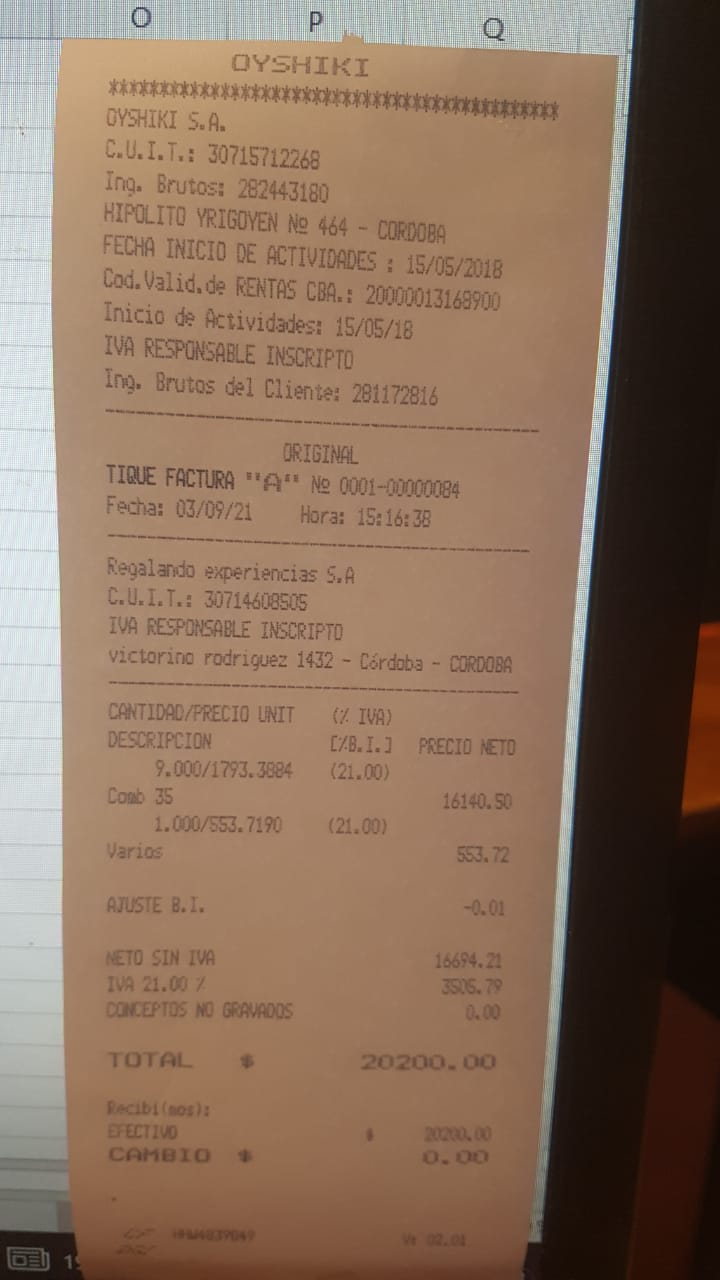 O P Q
OYSHIKI
*******************************************
OYSHIKI S.A.
C.U.I.T.: 30715712268
Ing. Brutos: 282443180
HIPOLITO YRIGOYEN Nº 464 - CORDOBA
FECHA INICIO DE ACTIVIDADES : 15/05/2018
Cod.Valid.de RENTAS CBA.: 20000013168900
Inicio de Actividades: 15/05/18
IVA RESPONSABLE INSCRIPTO
Ing. Brutos del Cliente: 281172816
ORIGINAL
TIQUE FACTURA ""A"" Nº 0001-00000084
Fecha: 03/09/21 Hora: 15:16:38
Regalando experiencias S.A
C.U.I.T.: 30714608505
IVA RESPONSABLE INSCRIPTO
victorino rodriguez 1432 - Córdoba - CORDOBA
CANTIDAD/PRECIO UNIT (% IVA)
DESCRIPCION [%B.I.] PRECIO NETO
9.000/1793.3884 (21.00)
Comb 35 16140.50
1.000/553.7190 (21.00)
Varios 553.72
AJUSTE B.I. -0.01
NETO SIN IVA 16694.21
IVA 21.00 % 3505.79
CONCEPTOS NO GRAVADOS 0.00
TOTAL $ 20200.00
Recibi(mos):
EFECTIVO $ 20200.00
CAMBIO $ 0.00
02.01